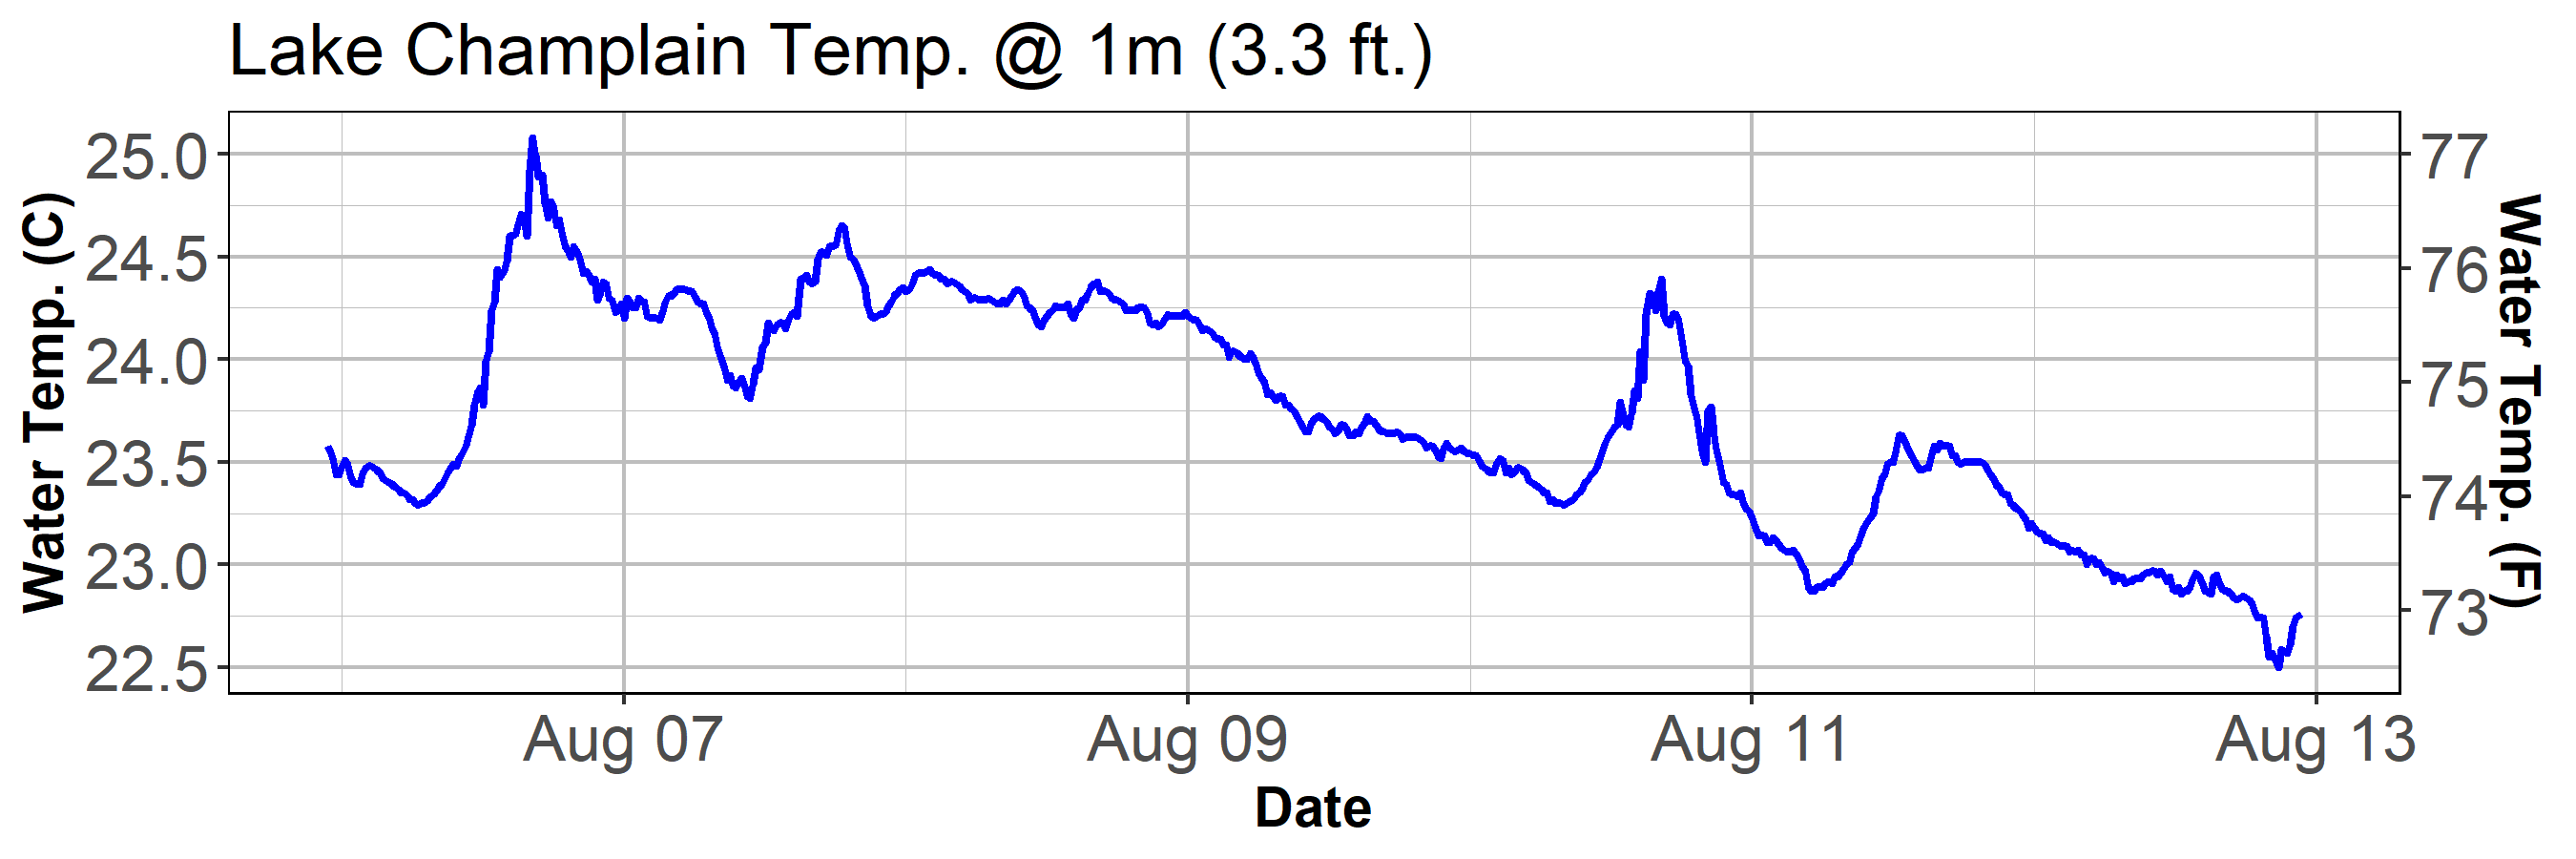 Lake Champlain Temp. @ 1m (3.3 ft.)
Water Temp. (C)
25.0
24.5
24.0
23.5
23.0
22.5
77
76
75
74
73
Water Temp. (F)
Aug 07
Aug 09
Aug 11
Aug 13
Date